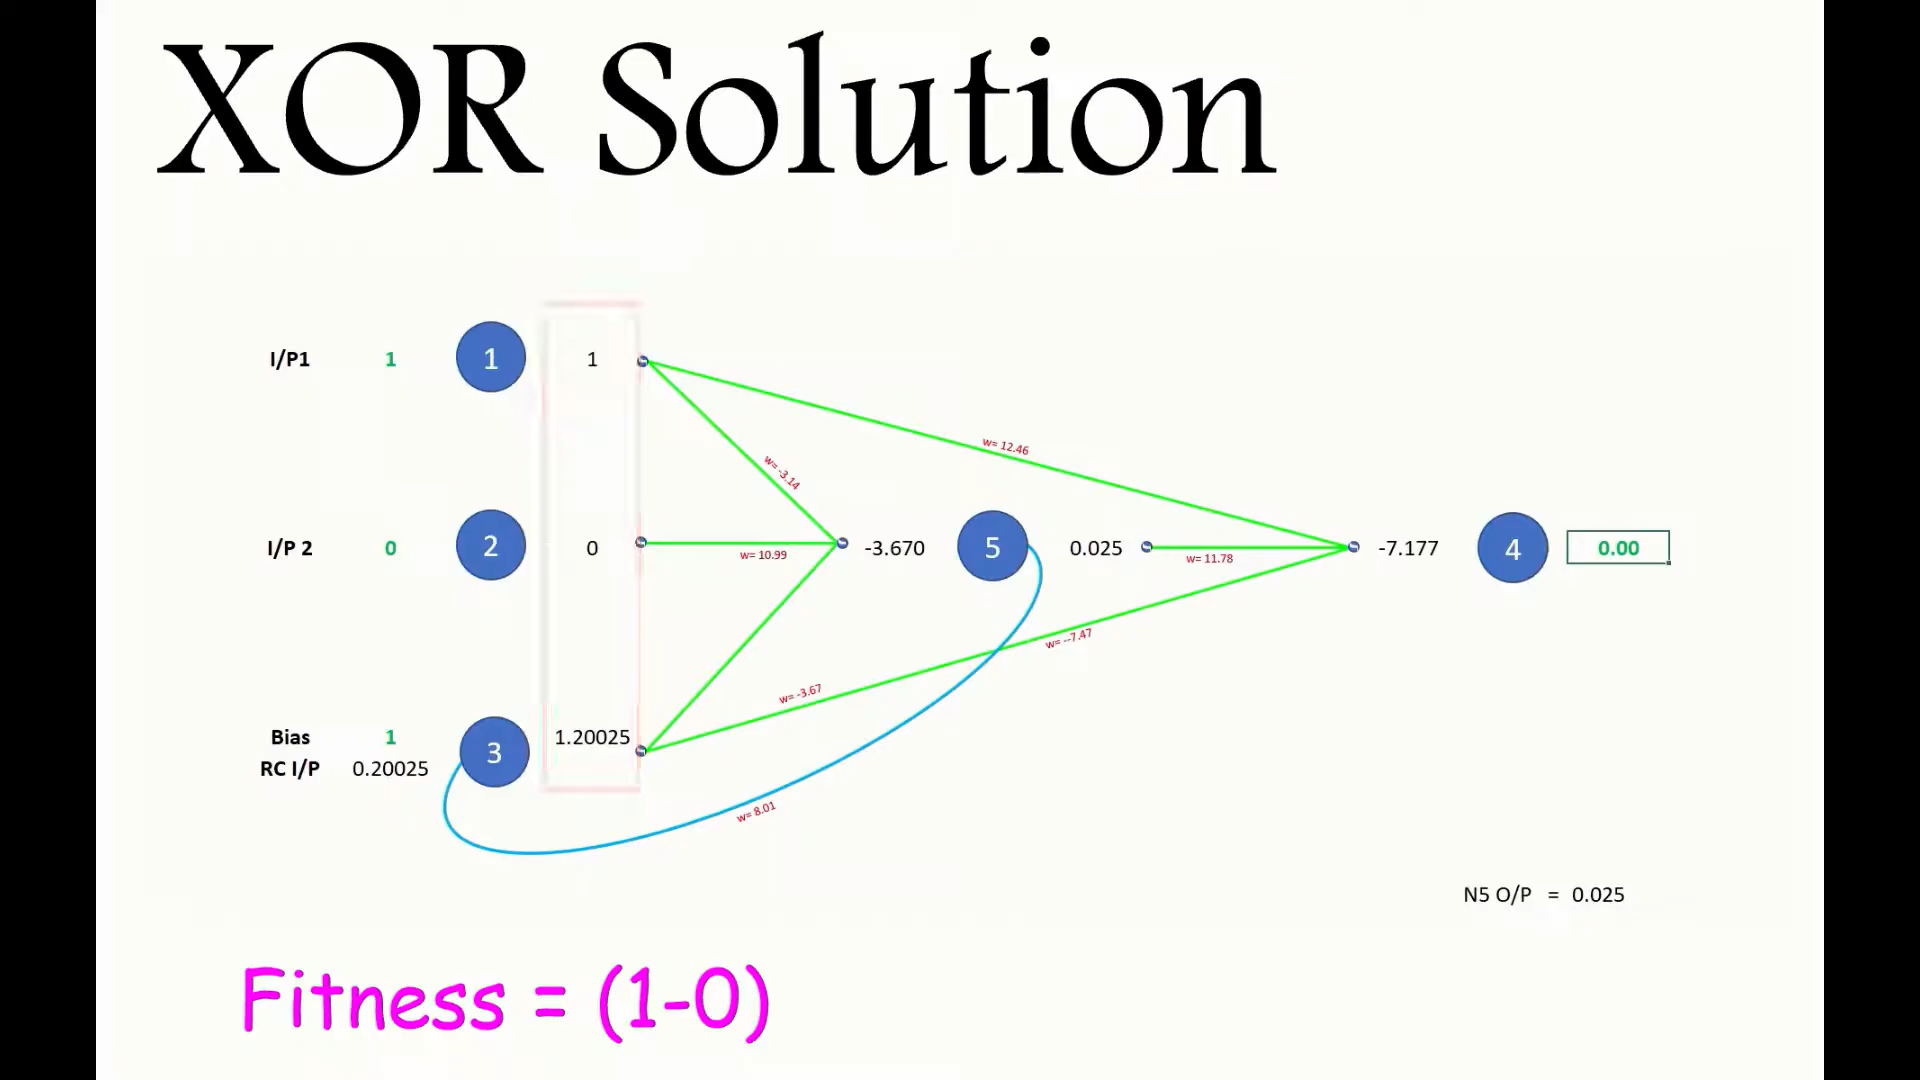 XOR Solution
I/P1 1 1 1
w= 12.46
w= -3.14
I/P 2 0 2 0 w= 10.99 -3.670 5 0.025 w= 11.78 -7.177 4 0.00
w= --7.47
w= -3.67
Bias 1 3 1.20025
RC I/P 0.20025
w= 8.01
N5 O/P = 0.025
Fitness = (1-0)